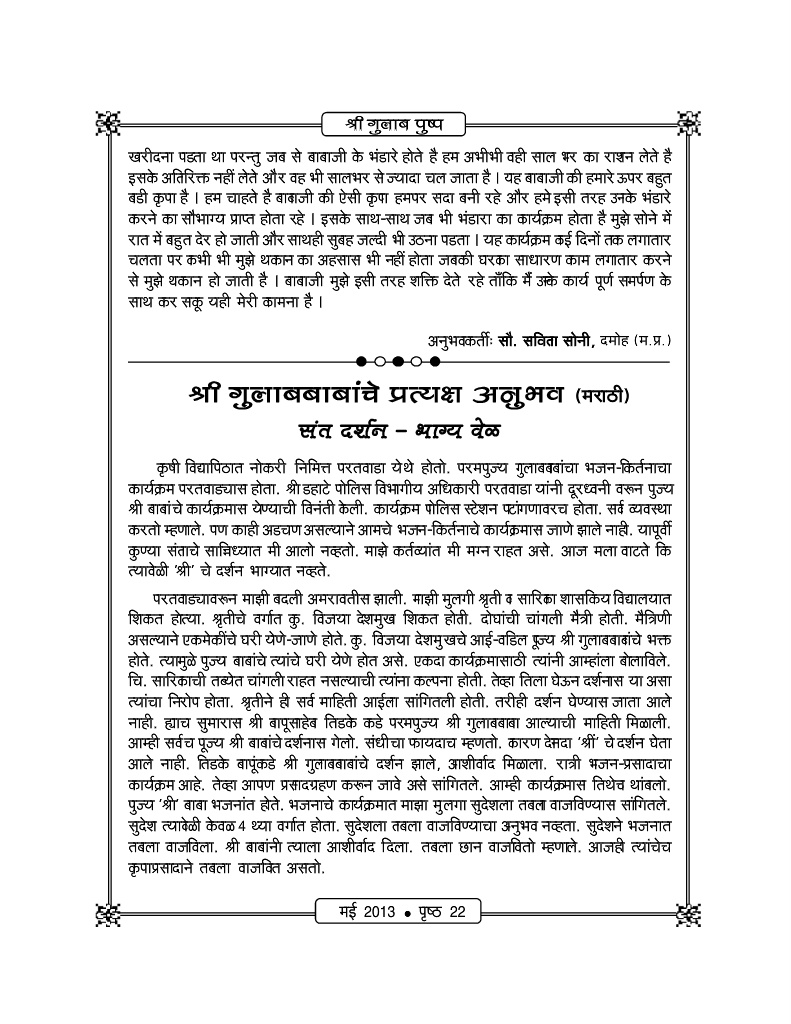 श्री गुलाब पुष्प
खरीदना पडता था परन्तु जब से बाबाजी के भंडारे होते है हम अभीभी वही साल भर का राशन लेते है
इसके अतिरिक्त नहीं लेते और वह भी सालभर से ज्यादा चल जाता है । यह बाबाजी की हमारे ऊपर बहुत
बडी कृपा है । हम चाहते है बाबाजी की ऐसी कृपा हमपर सदा बनी रहे और हमे इसी तरह उनके भंडारे
करने का सौभाग्य प्राप्त होता रहे । इसके साथ-साथ जब भी भंडारा का कार्यक्रम होता है मुझे सोने में
रात में बहुत देर हो जाती और साथही सुबह जल्दी भी उठना पडता । यह कार्यक्रम कई दिनों तक लगातार
चलता पर कभी भी मुझे थकान का अहसास भी नहीं होता जबकी घरका साधारण काम लगातार करने
से मुझे थकान हो जाती है । बाबाजी मुझे इसी तरह शक्ति देते रहे ताँकि मैं उनके कार्य पूर्ण समर्पण के
साथ कर सकू यही मेरी कामना है ।
अनुभवकर्तीः सौ. सविता सोनी, दमोह (म.प्र.)
श्री गुलाबबाबांचे प्रत्यक्ष अनुभव (मराठी)
संत दर्शन – भाग्य वेळ
कृषी विद्यापिठात नोकरी निमित्त परतवाडा येथे होतो. परमपुज्य गुलाबबाबांचा भजन-किर्तनाचा
कार्यक्रम परतवाड्यास होता. श्री डहाटे पोलिस विभागीय अधिकारी परतवाडा यांनी दूरध्वनी वरून पुज्य
श्री बाबांचे कार्यक्रमास येण्याची विनंती केली. कार्यक्रम पोलिस स्टेशन पटांगणावरच होता. सर्व व्यवस्था
करतो म्हणाले. पण काही अडचण असल्याने आमचे भजन-किर्तनाचे कार्यक्रमास जाणे झाले नाही. यापूर्वी
कुण्या संताचे सान्निध्यात मी आलो नव्हतो. माझे कर्तव्यांत मी मग्न राहत असे. आज मला वाटते कि
त्यावेळी 'श्री' चे दर्शन भाग्यात नव्हते.
परतवाड्यावरून माझी बदली अमरावतीस झाली. माझी मुलगी श्रृती व सारिका शासकिय विद्यालयात
शिकत होत्या. श्रृतीचे वर्गात कु. विजया देशमुख शिकत होती. दोघांची चांगली मैत्री होती. मैत्रिणी
असल्याने एकमेकींचे घरी येणे-जाणे होते. कु. विजया देशमुखचे आई-वडिल पूज्य श्री गुलाबबाबांचे भक्त
होते. त्यामुळे पुज्य बाबांचे त्यांचे घरी येणे होत असे. एकदा कार्यक्रमासाठी त्यांनी आम्हांला बोलाविले.
चि. सारिकाची तब्येत चांगली राहत नसल्याची त्यांना कल्पना होती. तेव्हा तिला घेऊन दर्शनास या असा
त्यांचा निरोप होता. श्रृतीने ही सर्व माहिती आईला सांगितली होती. तरीही दर्शन घेण्यास जाता आले
नाही. ह्याच सुमारास श्री बापूसाहेब तिडके कडे परमपुज्य श्री गुलाबबाबा आल्याची माहिती मिळाली.
आम्ही सर्वच पूज्य श्री बाबांचे दर्शनास गेलो. संधीचा फायदाच म्हणतो. कारण देानदा 'श्रीं' चे दर्शन घेता
आले नाही. तिडके बापूंकडे श्री गुलाबबाबांचे दर्शन झाले, आशीर्वाद मिळाला. रात्री भजन-प्रसादाचा
कार्यक्रम आहे. तेव्हा आपण प्रसादग्रहण करून जावे असे सांगितले. आम्ही कार्यक्रमास तिथेच थांबलो.
पुज्य 'श्री' बाबा भजनांत होते. भजनाचे कार्यक्रमात माझा मुलगा सुदेशला तबला वाजविण्यास सांगितले.
सुदेश त्यावेळी केवळ 4 थ्या वर्गात होता. सुदेशला तबला वाजविण्याचा अनुभव नव्हता. सुदेशने भजनात
तबला वाजविला. श्री बाबांनी त्याला आशीर्वाद दिला. तबला छान वाजवितो म्हणाले. आजही त्यांचेच
कृपाप्रसादाने तबला वाजवित असतो.
मई 2013 ● पृष्ठ 22